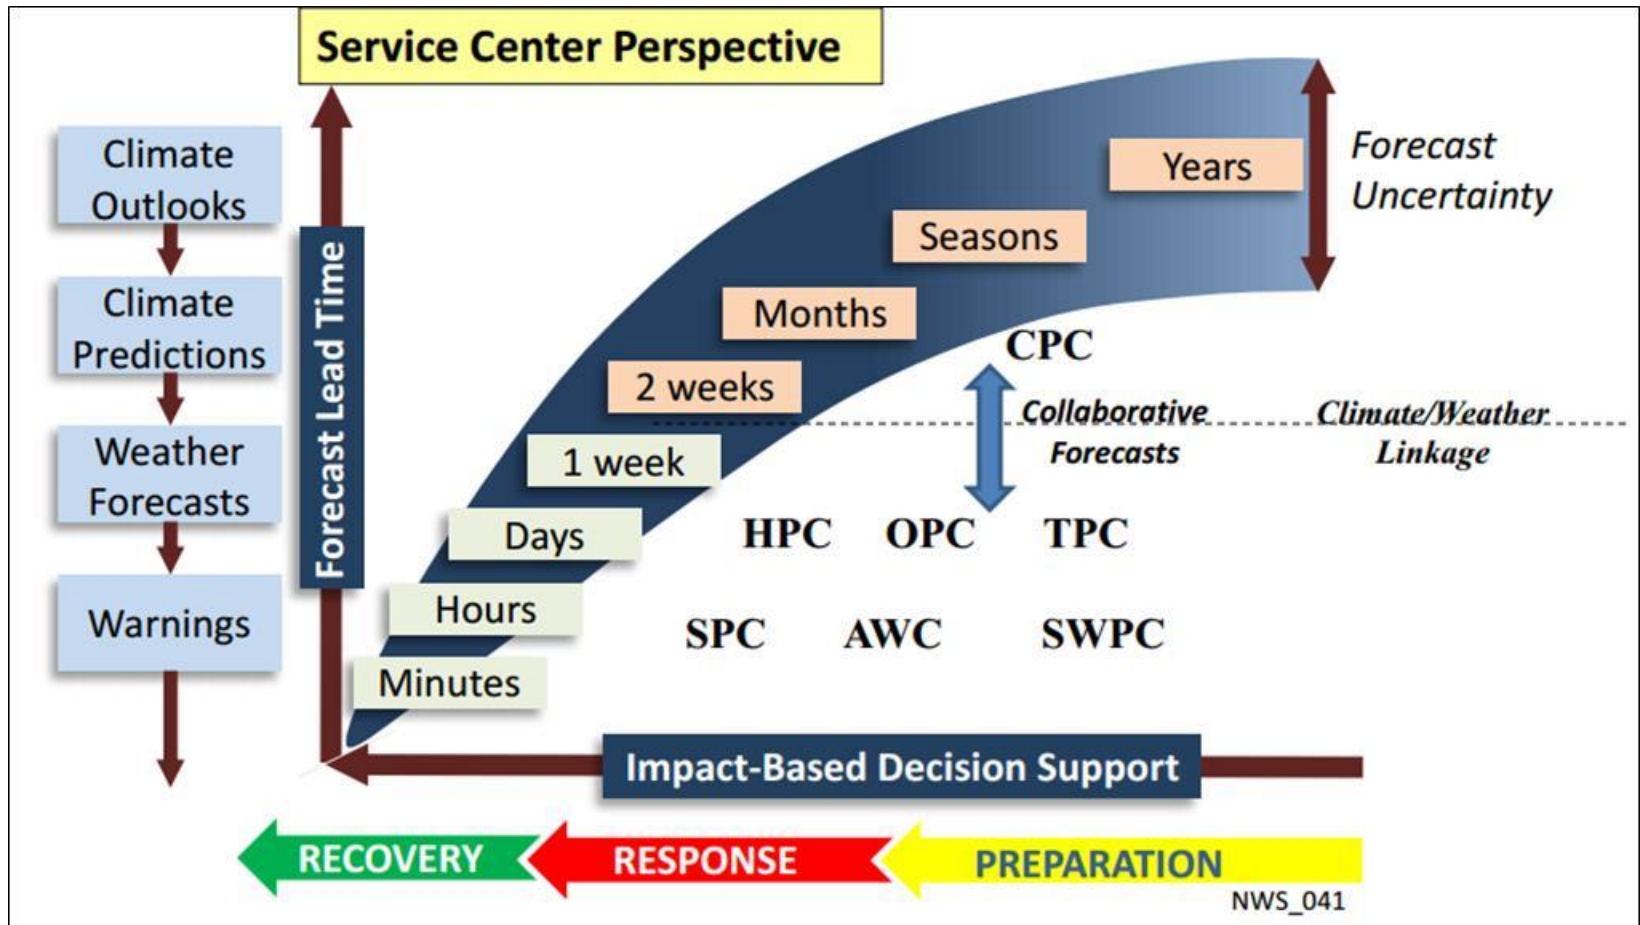 Service Center Perspective
Climate
Outlooks
Climate
Predictions
Weather
Forecasts
Warnings
Forecast Lead Time
Years
Seasons
Months
2 weeks
1 week
Days
Hours
Minutes
Forecast
Uncertainty
CPC
Collaborative
Forecasts
Climate/Weather
Linkage
HPC OPC TPC
SPC AWC SWPC
Impact-Based Decision Support
RECOVERY RESPONSE PREPARATION
NWS_041